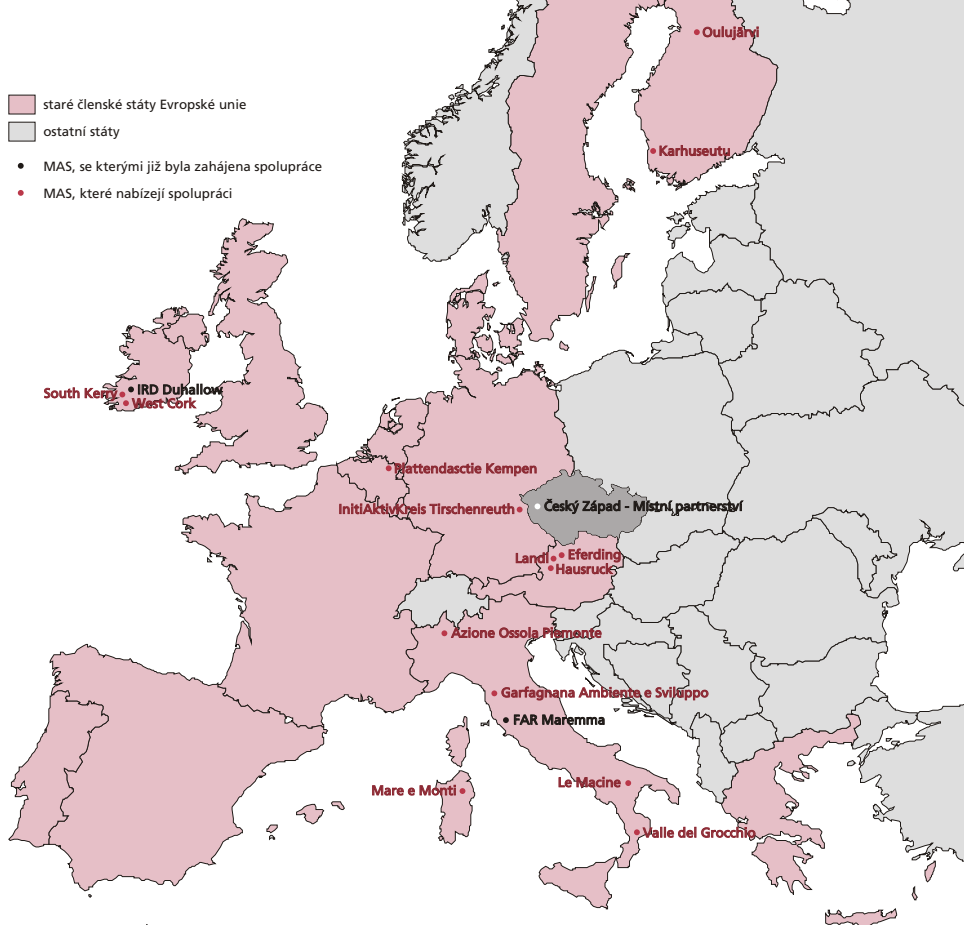 Oulujärvi
staré členské státy Evropské unie
ostatní státy
Karhuseutu
MAS, se kterými již byla zahájena spolupráce
MAS, které nabízejí spolupráci
IRD Duhallow
South Kerry
West Cork
Plattendasctie Kempen
InitiAktivKreis Tirschenreuth
Český Západ - Místní partnerství
Eferding
Landl
Hausruck
Azione Ossola Piemonte
Garfagnana Ambiente e Sviluppo
FAR Maremma
Le Macine
Mare e Monti
Valle del Grocchio